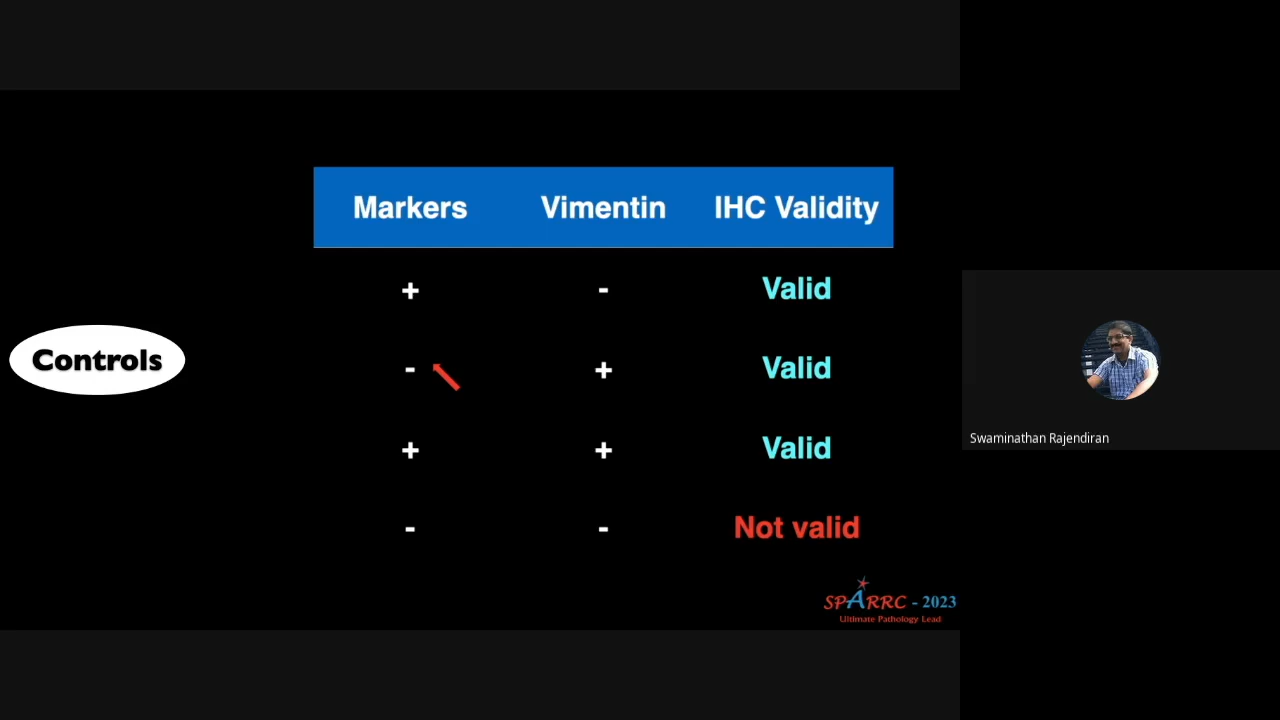 Markers Vimentin IHC Validity
+ - Valid
Controls
- + Valid
+ + Valid
- - Not valid
Swaminathan Rajendiran
SPARRC - 2023
Ultimate Pathology Lead